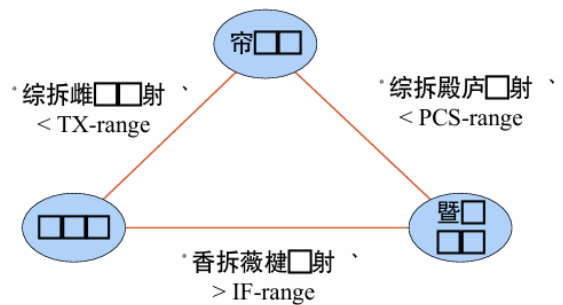 帘□□
゜综拆雌□□射 、
< TX-range
゜综拆殿庐□射 、
< PCS-range
□□□
暨□
□□
゜香拆薇楗□射 、
> IF-range